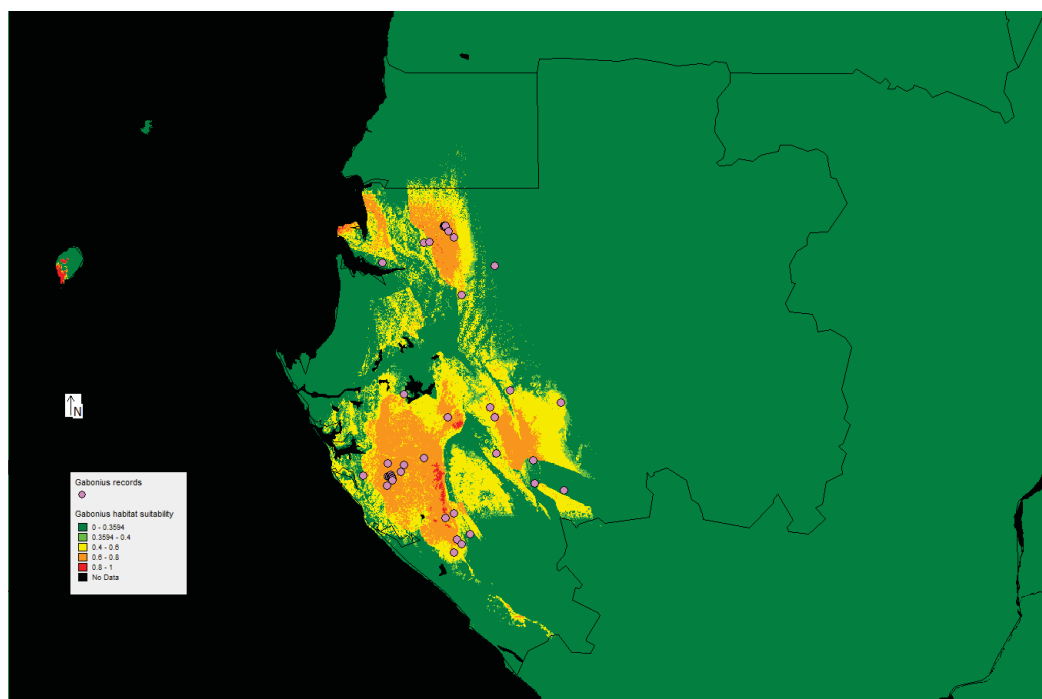 N
Gabonius records
Gabonius habitat suitability
0 - 0.3594
0.3594 - 0.4
0.4 - 0.6
0.6 - 0.8
0.8 - 1
No Data